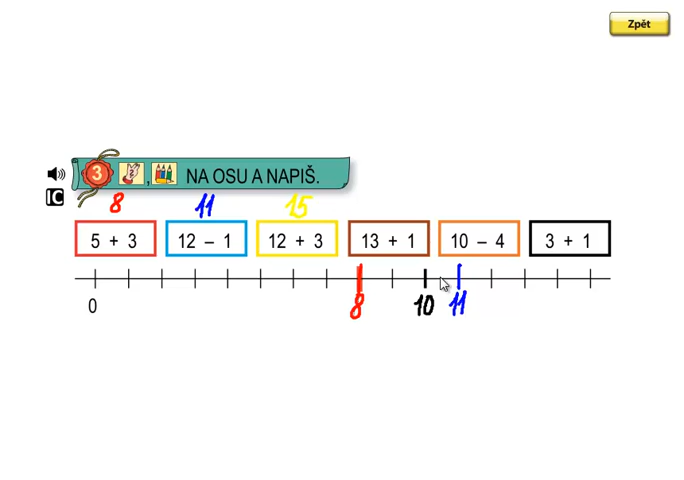 Zpět
3 2 , NA OSU A NAPIŠ.
IC
8 11 15
5 + 3 12 – 1 12 + 3 13 + 1 10 – 4 3 + 1
0 8 10 11